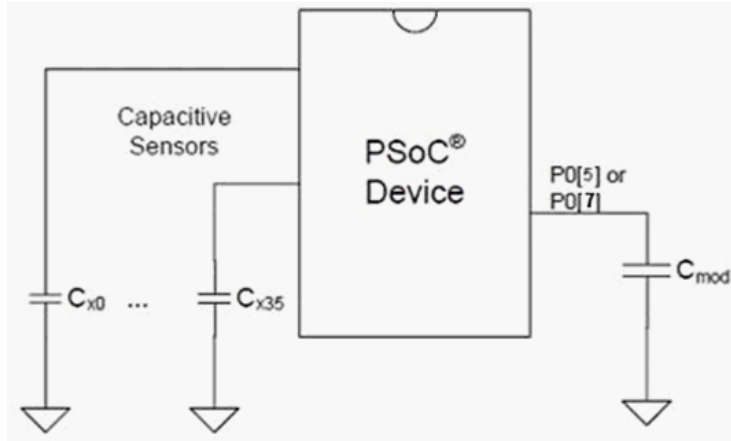 Capacitive
Sensors
PSoC®
Device
P0[5] or
P0[7]
Cx0 ... Cx35
Cmod